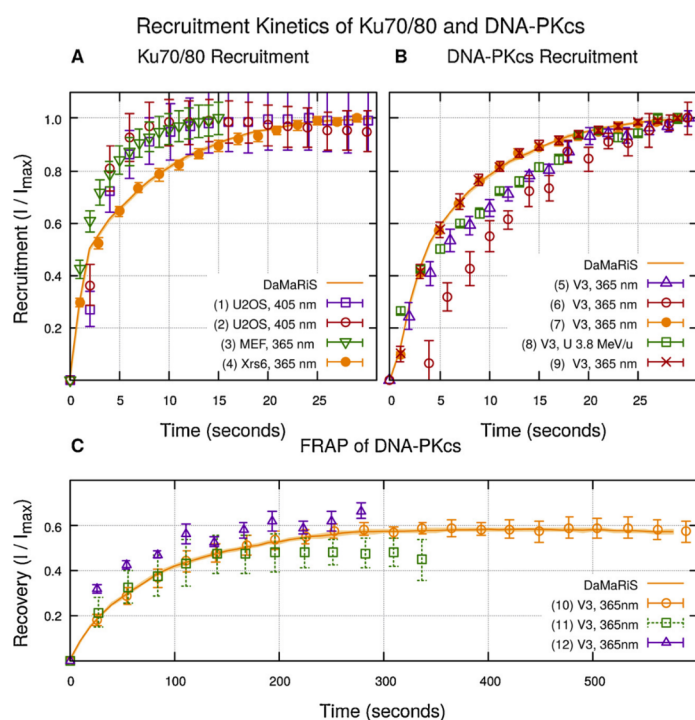 Recruitment Kinetics of Ku70/80 and DNA-PKcs
A Ku70/80 Recruitment
B DNA-PKcs Recruitment
Recruitment (I / Imax)
1.0
0.8
0.6
0.4
0.2
DaMaRiS
(1) U2OS, 405 nm
(2) U2OS, 405 nm
(3) MEF, 365 nm
(4) Xrs6, 365 nm
0 5 10 15 20 25
Time (seconds)
DaMaRiS
(5) V3, 365 nm
(6) V3, 365 nm
(7) V3, 365 nm
(8) V3, U 3.8 MeV/u
(9) V3, 365 nm
0 5 10 15 20 25
Time (seconds)
C FRAP of DNA-PKcs
Recovery (I / Imax)
0.6
0.4
0.2
DaMaRiS
(10) V3, 365nm
(11) V3, 365nm
(12) V3, 365nm
0 100 200 300 400 500
Time (seconds)